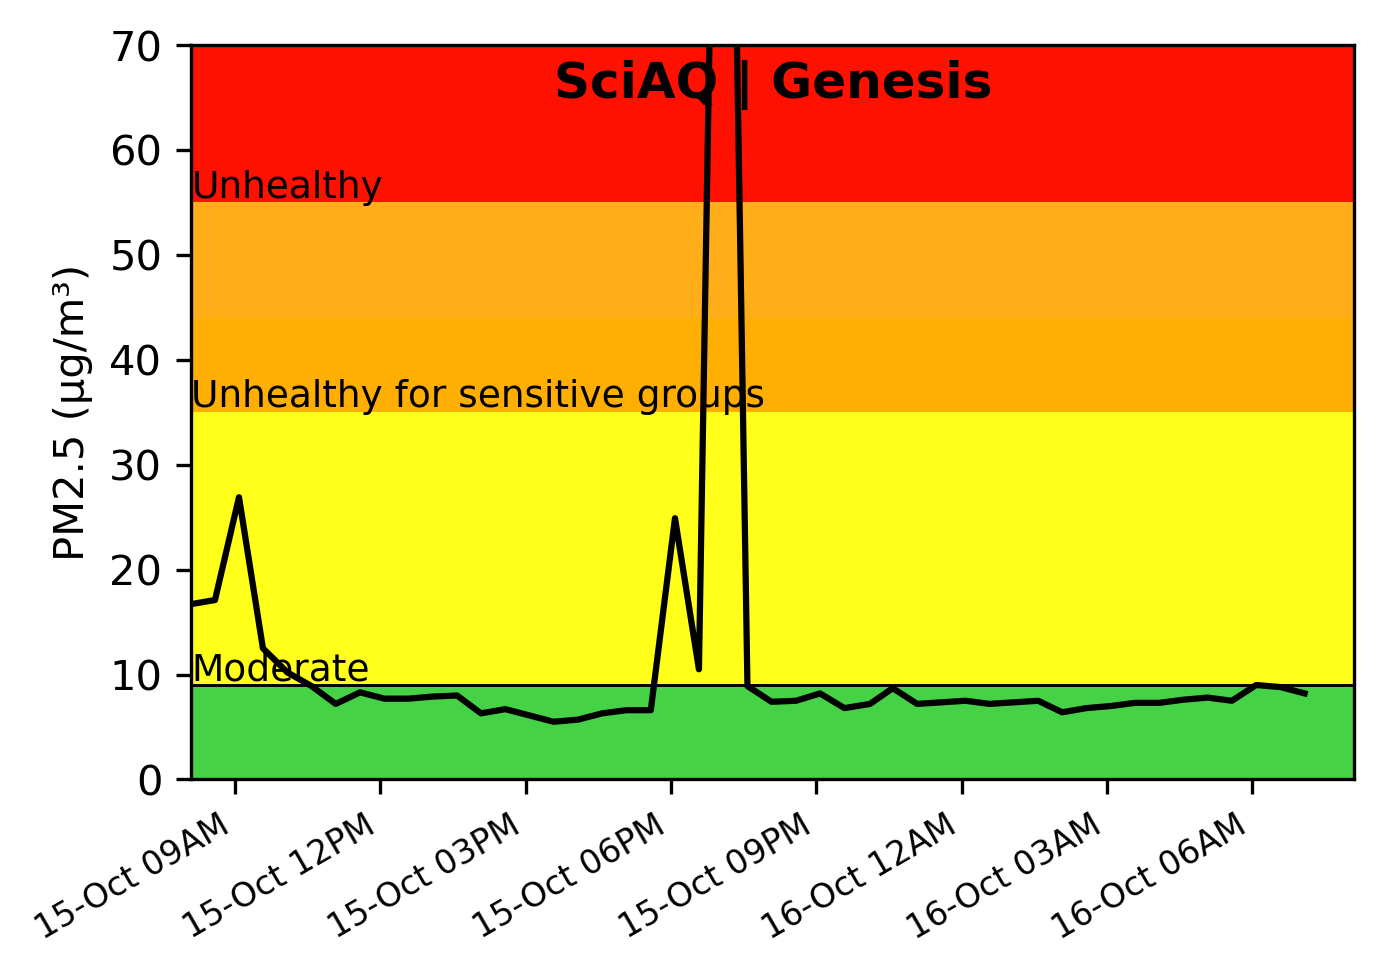 SciAQ | Genesis
PM2.5 (µg/m³)
70
60
50
40
30
20
10
0
Unhealthy
Unhealthy for sensitive groups
Moderate
15-Oct 09AM
15-Oct 12PM
15-Oct 03PM
15-Oct 06PM
15-Oct 09PM
16-Oct 12AM
16-Oct 03AM
16-Oct 06AM